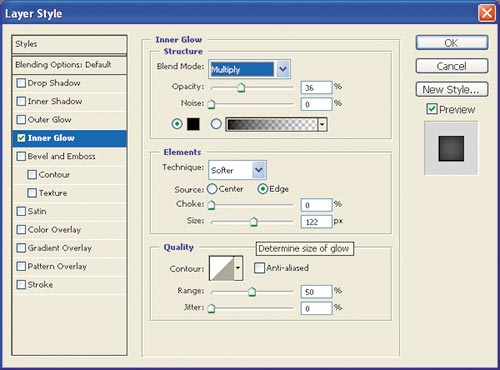 Layer Style
Styles
Blending Options: Default
Drop Shadow
Inner Shadow
Outer Glow
Inner Glow
Bevel and Emboss
Contour
Texture
Satin
Color Overlay
Gradient Overlay
Pattern Overlay
Stroke
Inner Glow
Structure
Blend Mode: Multiply
Opacity: 36 %
Noise: 0 %
Elements
Technique: Softer
Source: Center Edge
Choke: 0 %
Size: 122 px
Quality
Determine size of glow
Contour: Anti-aliased
Range: 50 %
Jitter: 0 %
OK
Cancel
New Style...
Preview